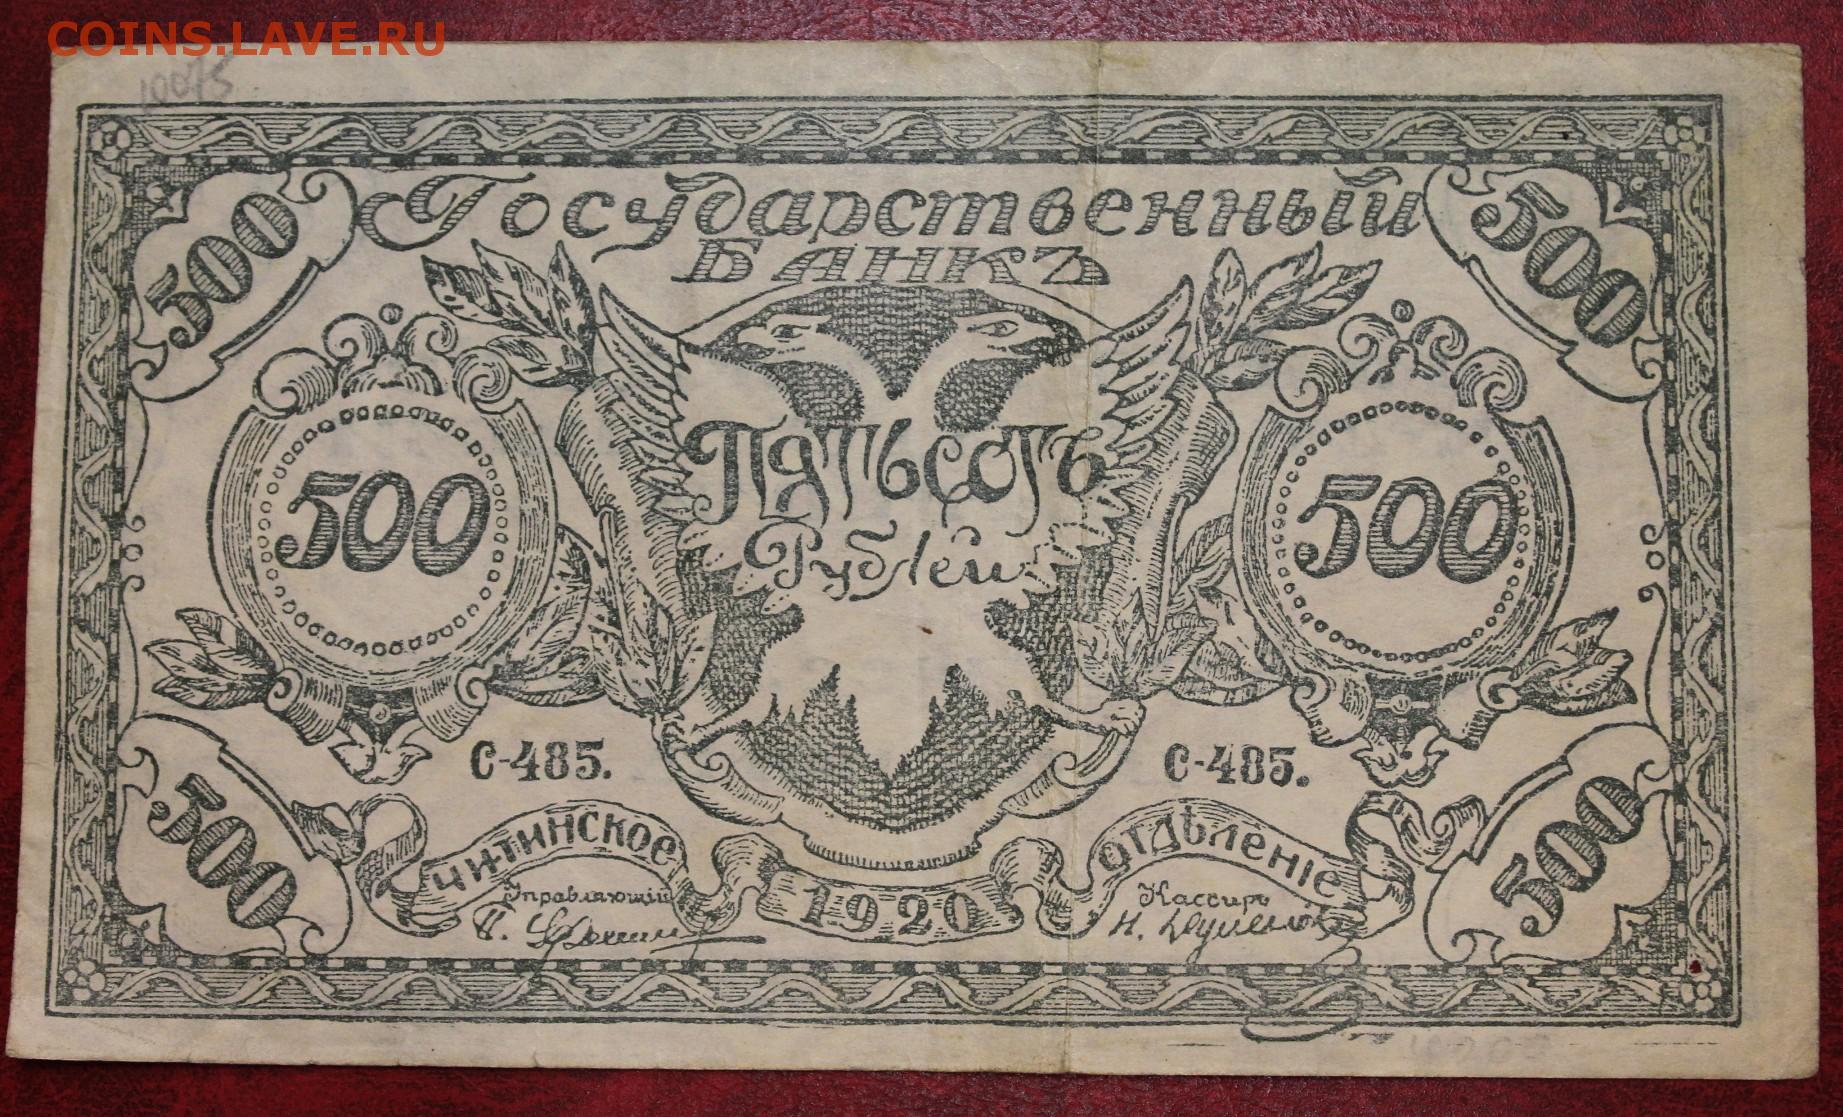 COINS.LAVE.RU
10075
500 Государственный 500
БАНКЪ
500 Пятьсотъ 500
Рублей
С-485. С-485.
500 ЧИТИНСКОЕ 1920 ОТДѢЛЕНІЕ 500
Управляющій Кассиръ